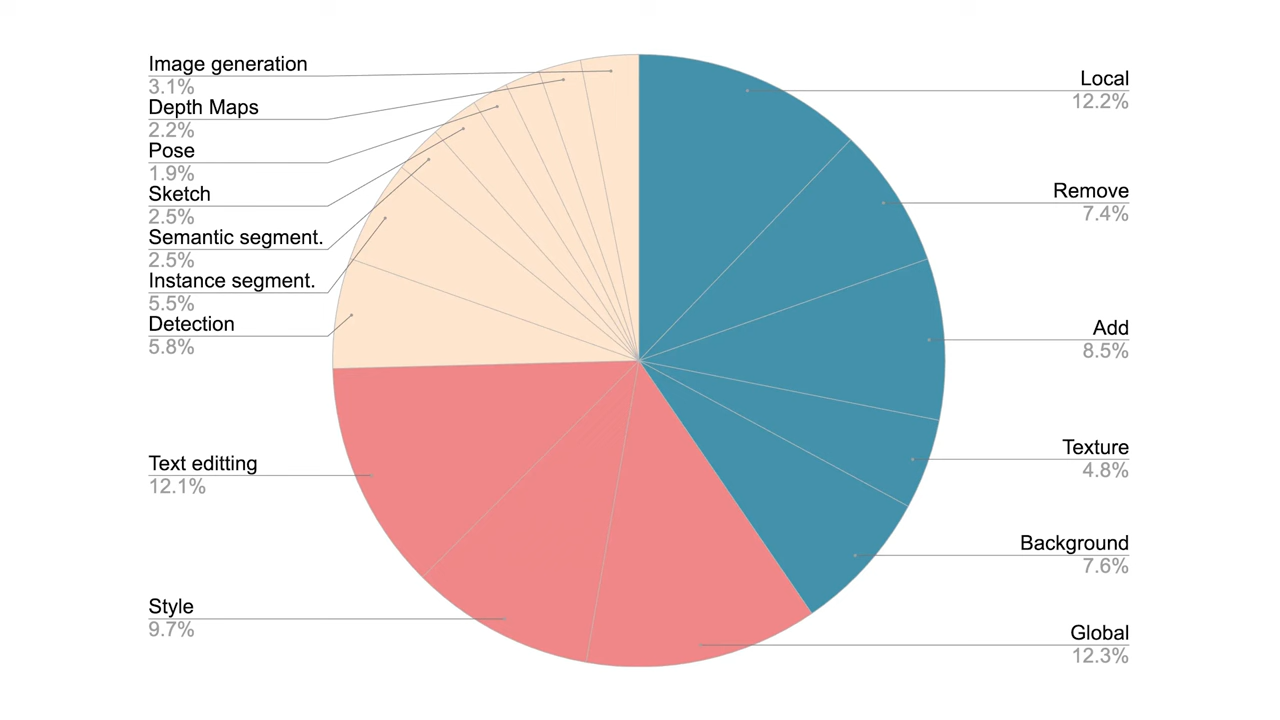 Image generation
3.1%
Depth Maps
2.2%
Pose
1.9%
Sketch
2.5%
Semantic segment.
2.5%
Instance segment.
5.5%
Detection
5.8%
Text editting
12.1%
Style
9.7%
Local
12.2%
Remove
7.4%
Add
8.5%
Texture
4.8%
Background
7.6%
Global
12.3%